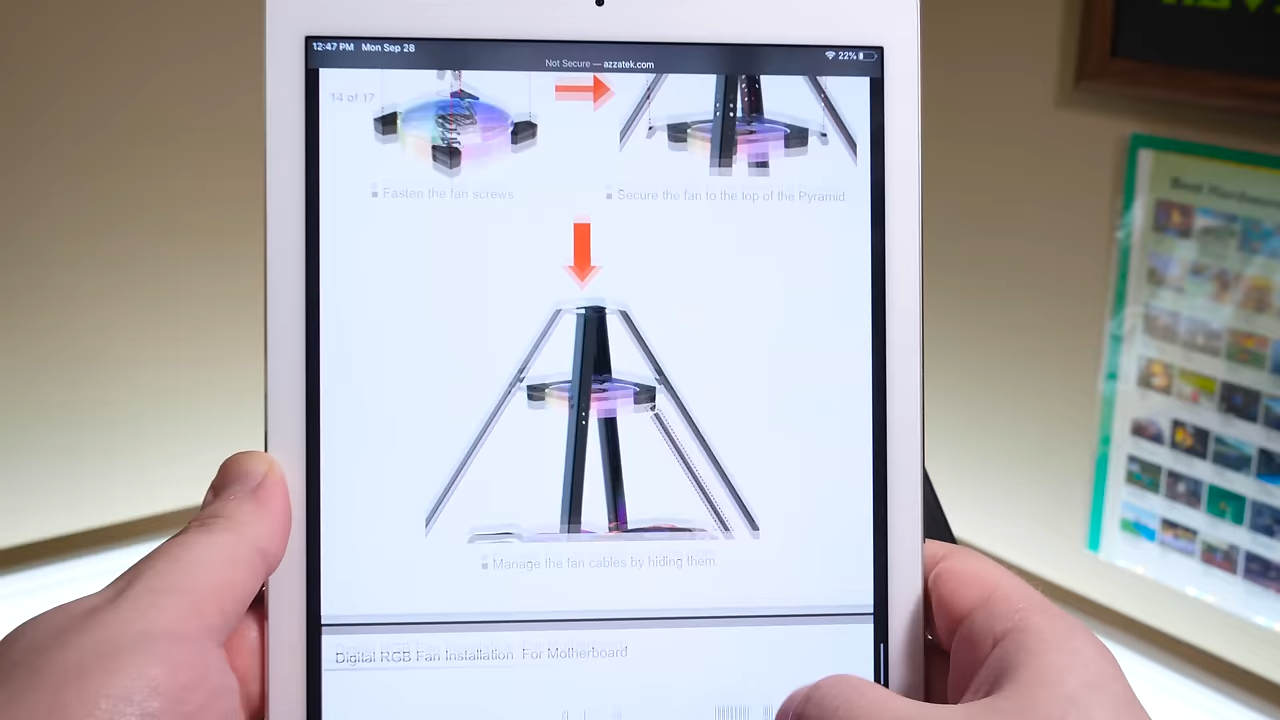 12:47 PM Mon Sep 28
22%
Not Secure — azzatek.com
14 of 17
Fasten the fan screws
Secure the fan to the top of the Pyramid.
Manage the fan cables by hiding them.
Digital RGB Fan Installation For Motherboard